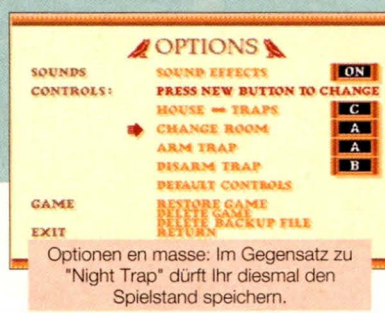 OPTIONS
SOUNDS SOUND EFFECTS ON
CONTROLS: PRESS NEW BUTTON TO CHANGE
HOUSE TRAPS C
CHANGE ROOM A
ARM TRAP A
DISARM TRAP B
DEFAULT CONTROLS
GAME RESTORE GAME
DELETE GAME
DELETE BACKUP FILE
EXIT RETURN
Optionen en masse: Im Gegensatz zu
"Night Trap" dürft Ihr diesmal den
Spielstand speichern.